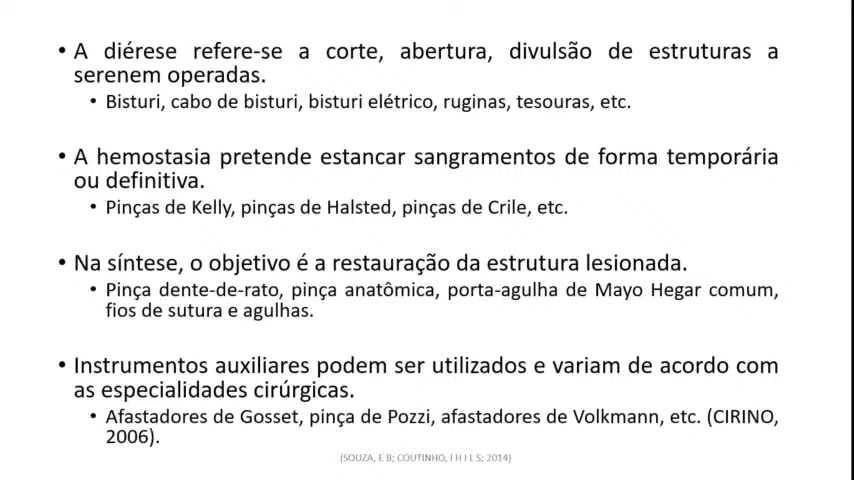 • A diérese refere-se a corte, abertura, divulsão de estruturas a
serenem operadas.
• Bisturi, cabo de bisturi, bisturi elétrico, ruginas, tesouras, etc.
• A hemostasia pretende estancar sangramentos de forma temporária
ou definitiva.
• Pinças de Kelly, pinças de Halsted, pinças de Crile, etc.
• Na síntese, o objetivo é a restauração da estrutura lesionada.
• Pinça dente-de-rato, pinça anatômica, porta-agulha de Mayo Hegar comum,
fios de sutura e agulhas.
• Instrumentos auxiliares podem ser utilizados e variam de acordo com
as especialidades cirúrgicas.
• Afastadores de Gosset, pinça de Pozzi, afastadores de Volkmann, etc. (CIRINO,
2006).
(SOUZA, E B; COUTINHO, I H I L S; 2014)